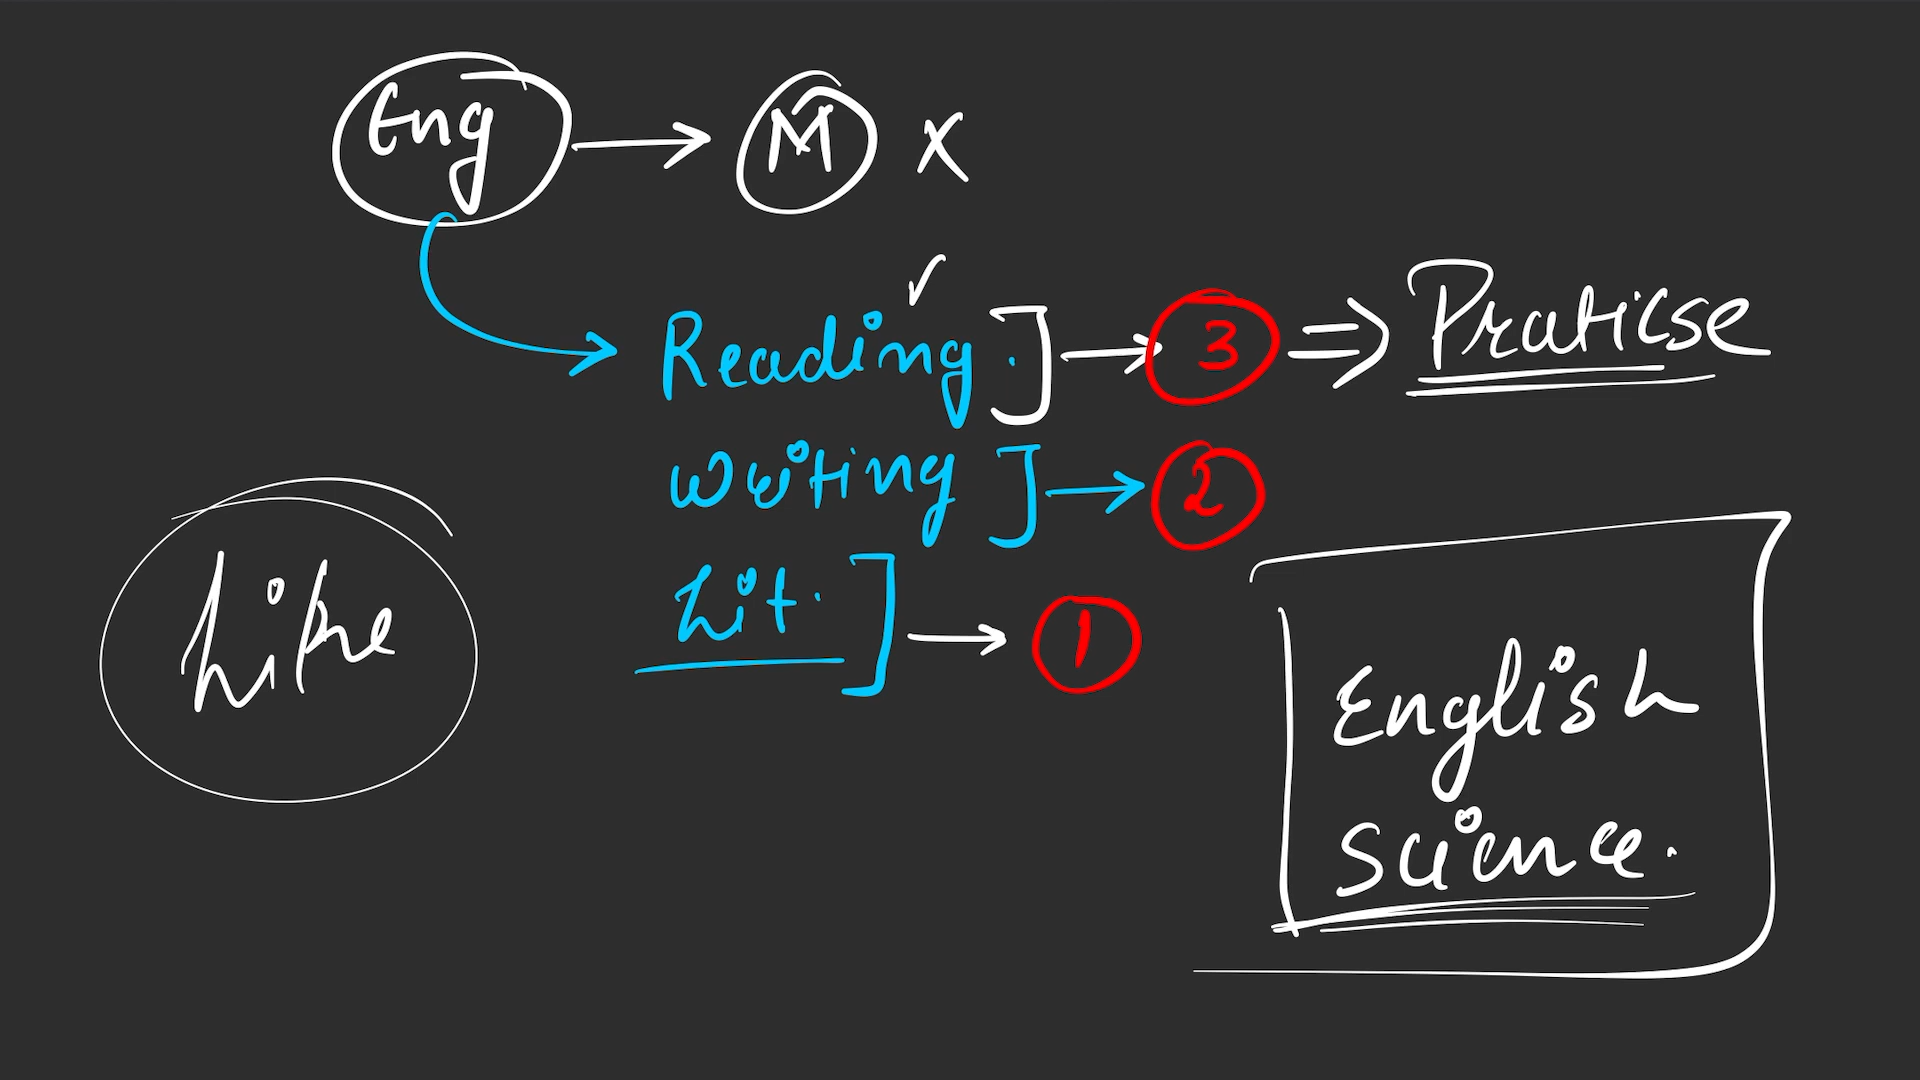 Eng → M X
Reading. ] → 3 ⇒ Praticse
Writing ] → 2
Lit. ] → 1
Like
English
Science.